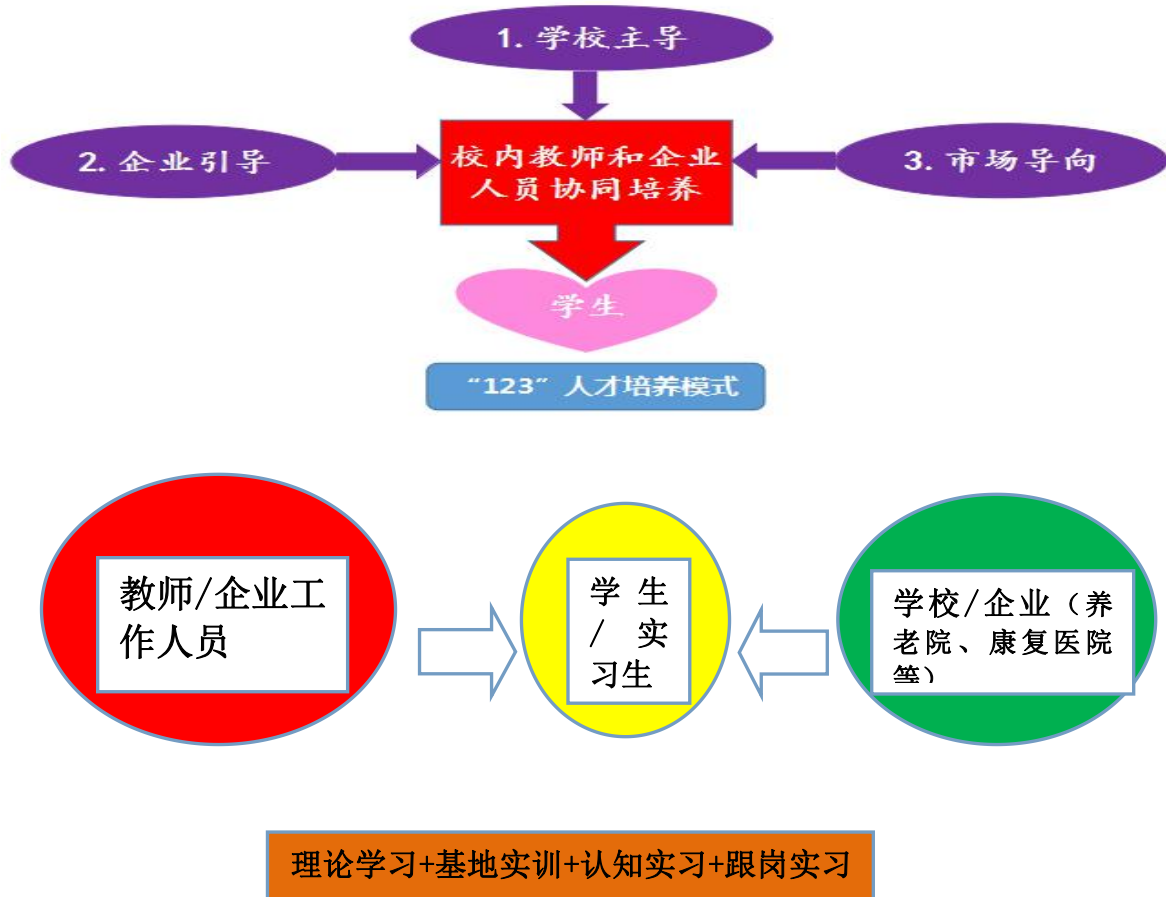 1. 学校主导
2. 企业引导
校内教师和企业
人员协同培养
3. 市场导向
学生
“123”人才培养模式
教师/企业工
作人员
学 生
/ 实
习生
学校/企业（养
老院、康复医院
等）
理论学习+基地实训+认知实习+跟岗实习